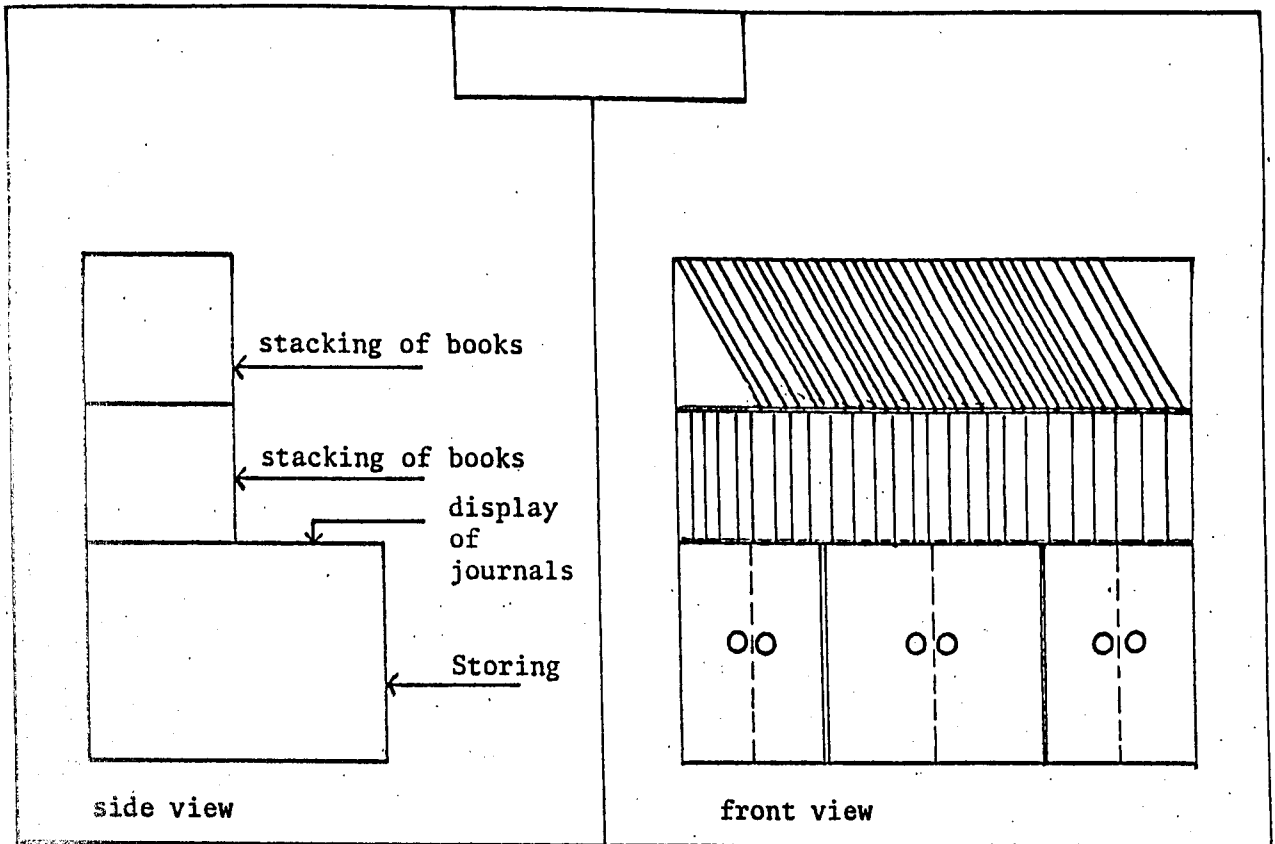 stacking of books
stacking of books
display
of
journals
Storing
side view
front view